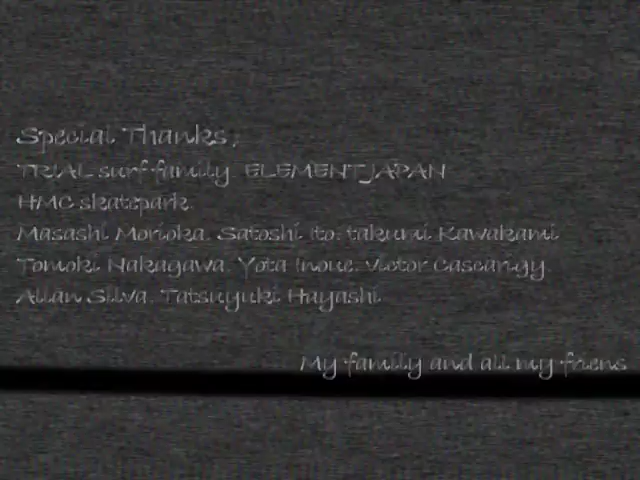 Special Thanks;
TRIAL surf family. ELEMENT JAPAN
HMC skatepark.
Masashi Morioka. Satoshi Ito. takumi Kawakami
Tomoki Nakagawa. Yota Inoue. Victor
Allan Silva. Tatsuyuki Hayashi
My family and all my friens